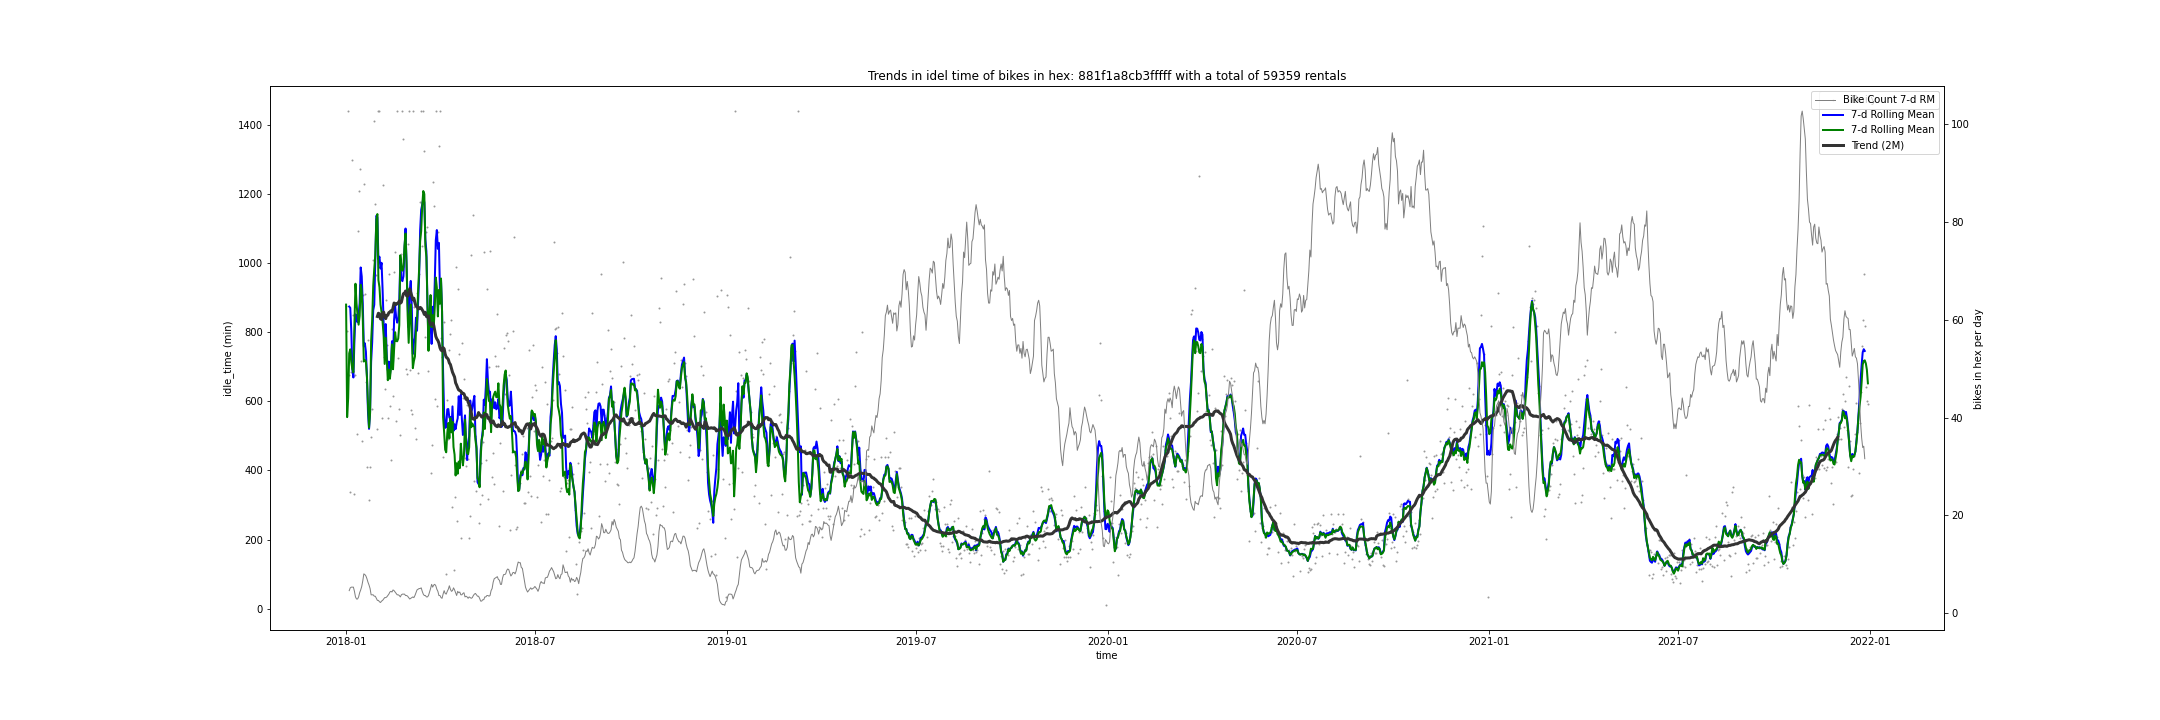 Trends in idel time of bikes in hex: 881f1a8cb3fffff with a total of 59359 rentals
Bike Count 7-d RM
7-d Rolling Mean
7-d Rolling Mean
Trend (2M)
1400
1200
1000
800
600
400
200
0
idle_time (min)
100
80
60
40
20
0
bikes in hex per day
2018-01 2018-07 2019-01 2019-07 2020-01 2020-07 2021-01 2021-07 2022-01
time